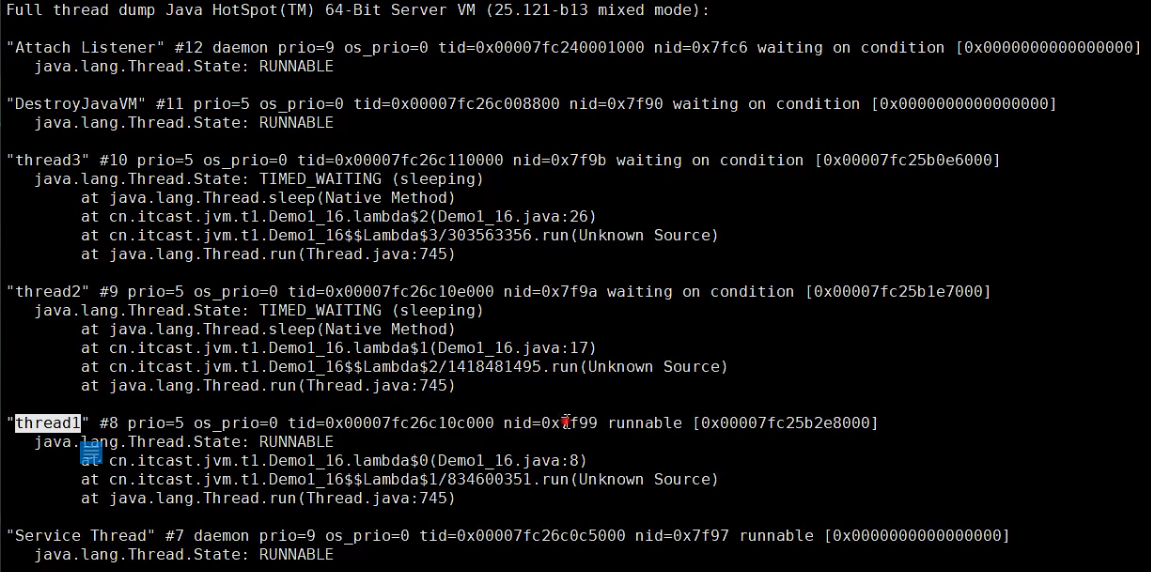 Full thread dump Java HotSpot(TM) 64-Bit Server VM (25.121-b13 mixed mode):
"Attach Listener" #12 daemon prio=9 os_prio=0 tid=0x00007fc240001000 nid=0x7fc6 waiting on condition [0x0000000000000000]
java.lang.Thread.State: RUNNABLE
"DestroyJavaVM" #11 prio=5 os_prio=0 tid=0x00007fc26c008800 nid=0x7f90 waiting on condition [0x0000000000000000]
java.lang.Thread.State: RUNNABLE
"thread3" #10 prio=5 os_prio=0 tid=0x00007fc26c110000 nid=0x7f9b waiting on condition [0x00007fc25b0e6000]
java.lang.Thread.State: TIMED_WAITING (sleeping)
at java.lang.Thread.sleep(Native Method)
at cn.itcast.jvm.t1.Demo1_16.lambda$2(Demo1_16.java:26)
at cn.itcast.jvm.t1.Demo1_16$$Lambda$3/303563356.run(Unknown Source)
at java.lang.Thread.run(Thread.java:745)
"thread2" #9 prio=5 os_prio=0 tid=0x00007fc26c10e000 nid=0x7f9a waiting on condition [0x00007fc25b1e7000]
java.lang.Thread.State: TIMED_WAITING (sleeping)
at java.lang.Thread.sleep(Native Method)
at cn.itcast.jvm.t1.Demo1_16.lambda$1(Demo1_16.java:17)
at cn.itcast.jvm.t1.Demo1_16$$Lambda$2/1418481495.run(Unknown Source)
at java.lang.Thread.run(Thread.java:745)
"thread1" #8 prio=5 os_prio=0 tid=0x00007fc26c10c000 nid=0x7f99 runnable [0x00007fc25b2e8000]
java.lang.Thread.State: RUNNABLE
at cn.itcast.jvm.t1.Demo1_16.lambda$0(Demo1_16.java:8)
at cn.itcast.jvm.t1.Demo1_16$$Lambda$1/834600351.run(Unknown Source)
at java.lang.Thread.run(Thread.java:745)
"Service Thread" #7 daemon prio=9 os_prio=0 tid=0x00007fc26c0c5000 nid=0x7f97 runnable [0x0000000000000000]
java.lang.Thread.State: RUNNABLE